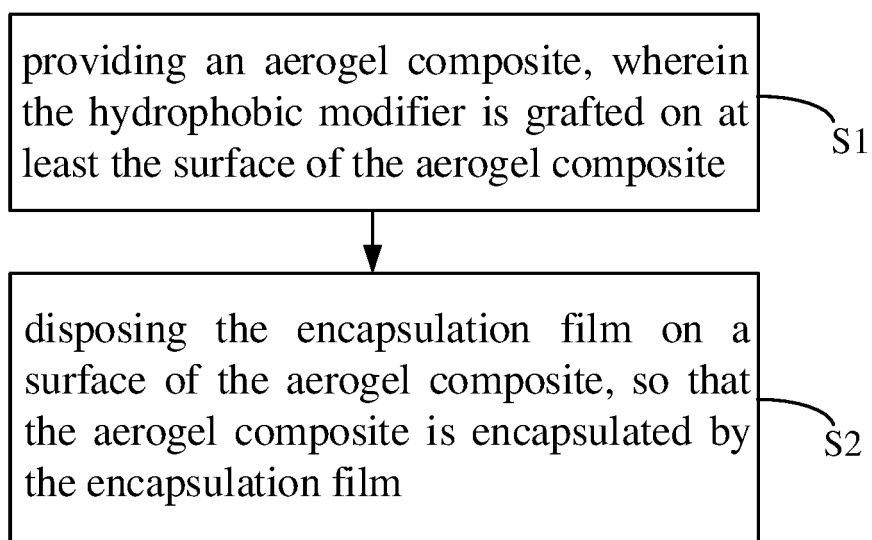 providing an aerogel composite, wherein
the hydrophobic modifier is grafted on at
least the surface of the aerogel composite
S1
disposing the encapsulation film on a
surface of the aerogel composite, so that
the aerogel composite is encapsulated by
the encapsulation film
S2